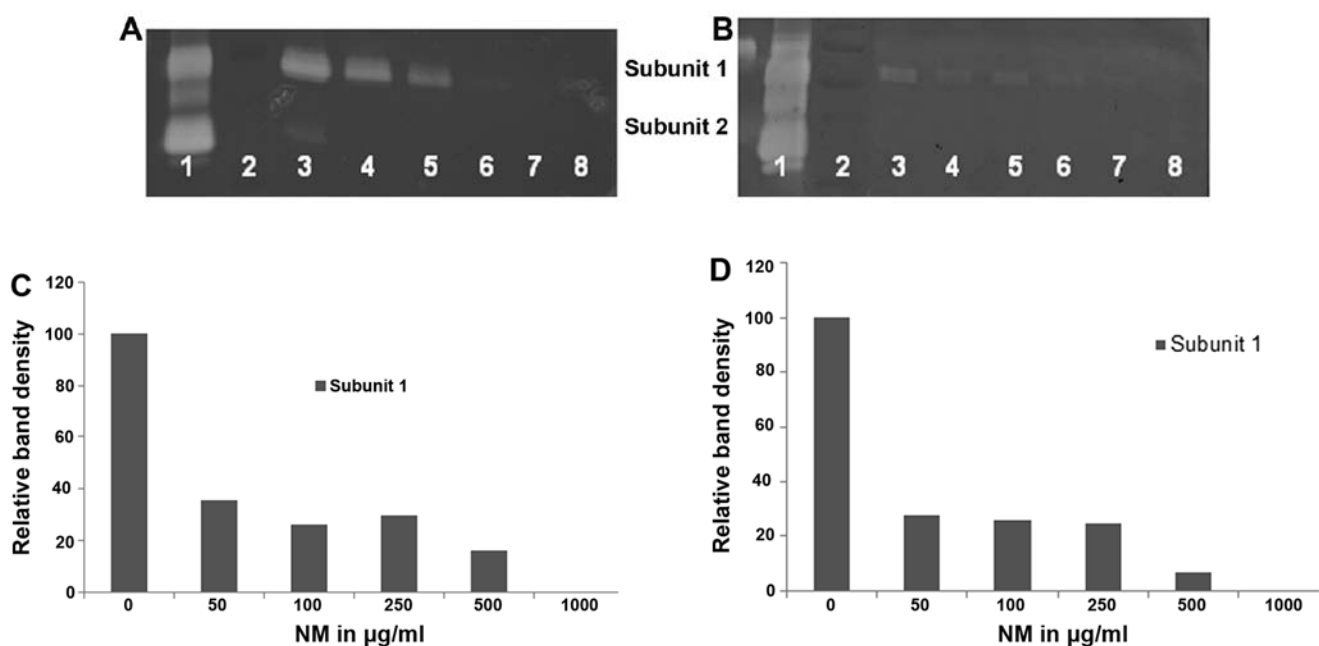 A
1 2 3 4 5 6 7 8
Subunit 1
Subunit 2
B
1 2 3 4 5 6 7 8
C
Relative band density
120
100
80
60
40
20
0
Subunit 1
0 50 100 250 500 1000
NM in µg/ml
D
Relative band density
120
100
80
60
40
20
0
Subunit 1
0 50 100 250 500 1000
NM in µg/ml